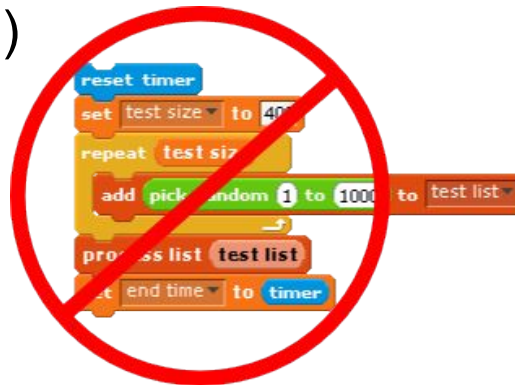 )
reset timer
set test size to
repeat test
add pick to 1000 to test list
1
process list test list
end time to timer